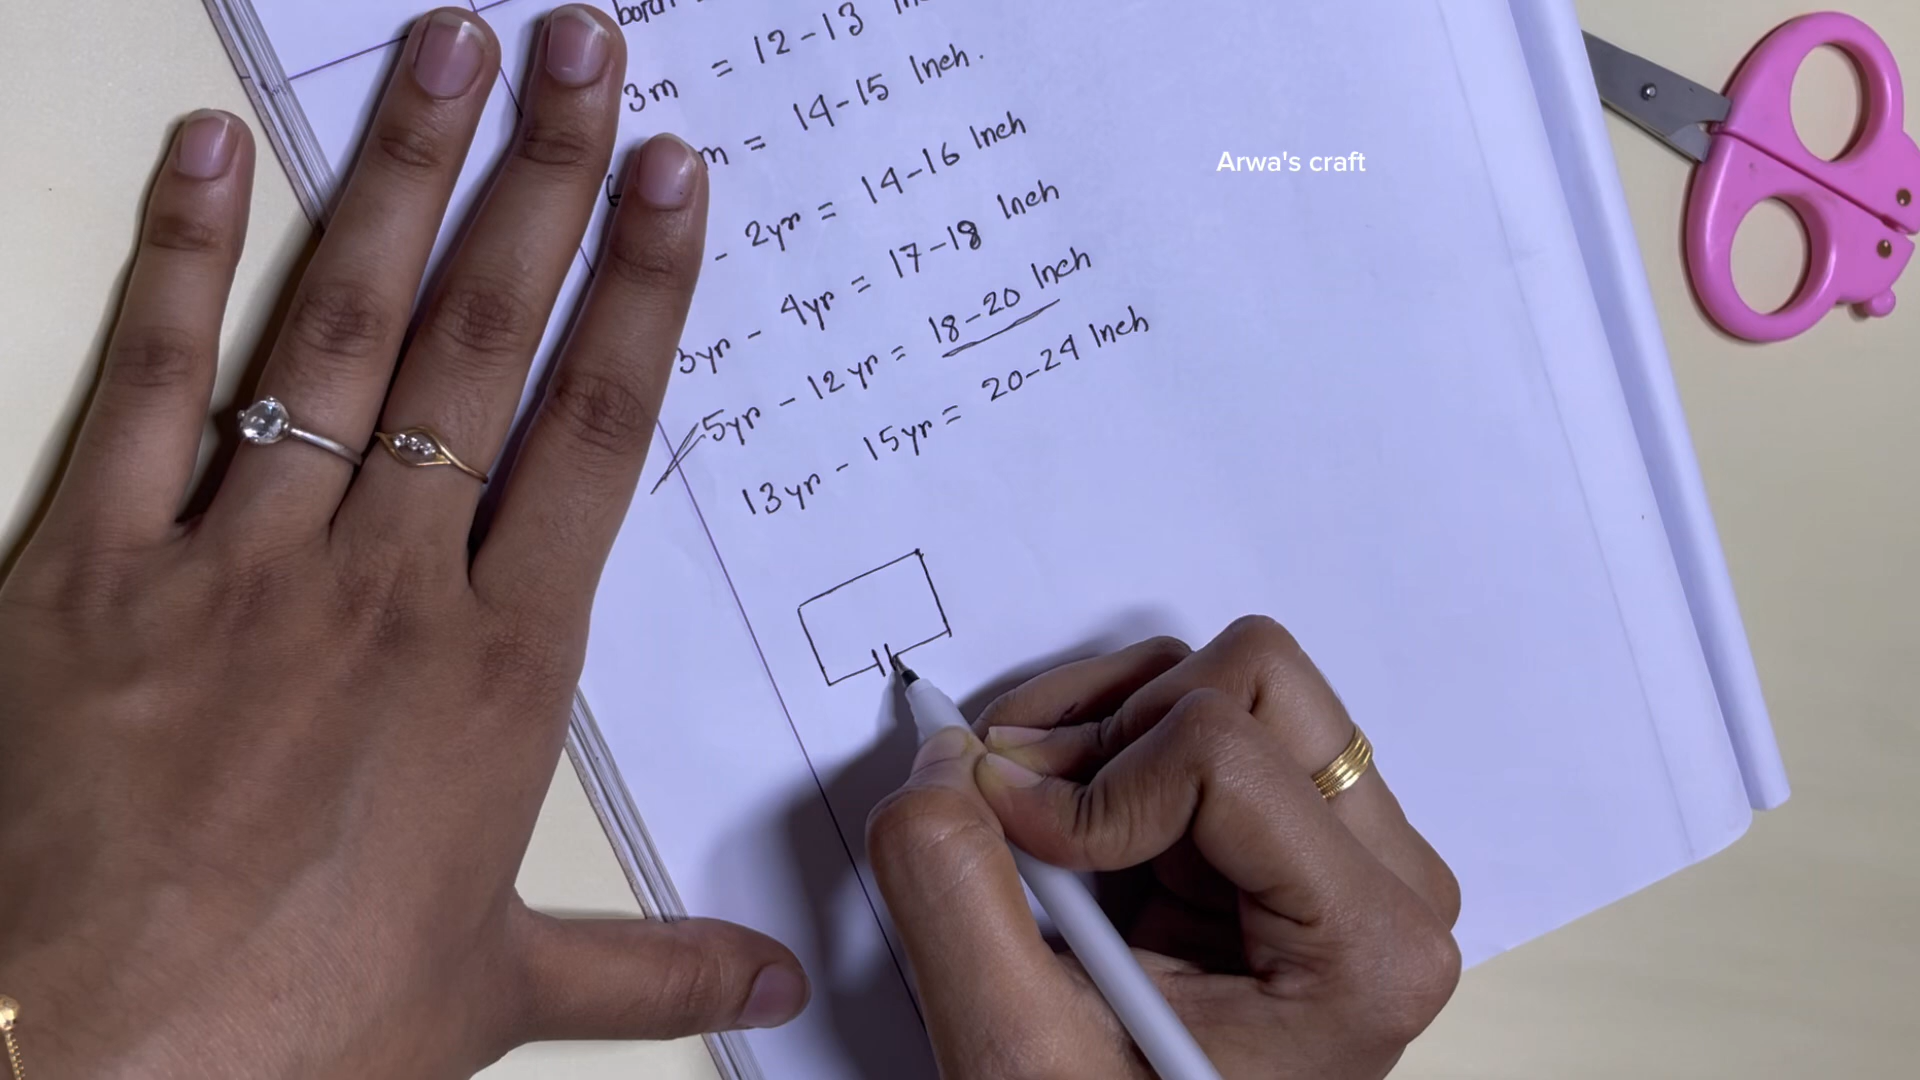 born
3m = 12-13
m = 14-15 Inch.
- 2yr = 14-16 Inch
3yr - 4yr = 17-18 Inch
5yr - 12yr = 18-20 Inch
13yr - 15yr = 20-24 Inch
Arwa's craft